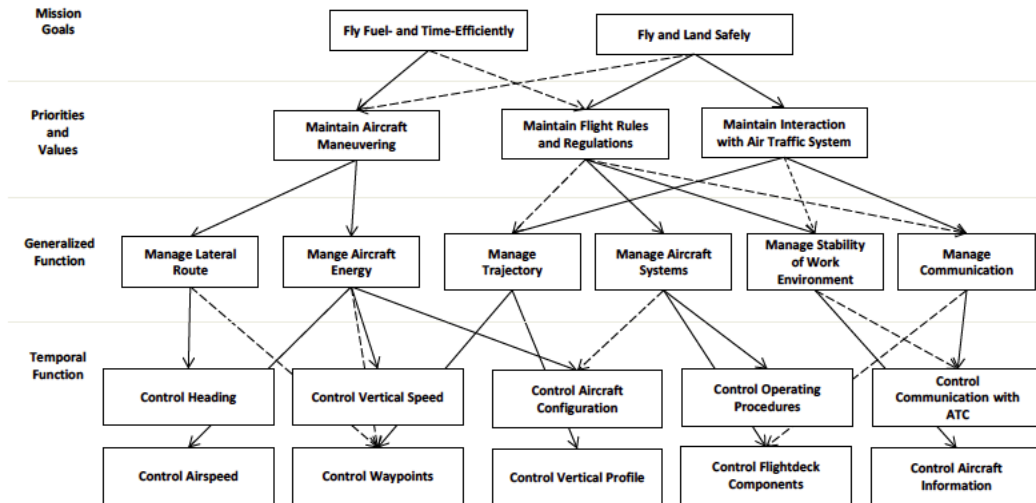 Mission
Goals
Fly Fuel- and Time-Efficiently
Fly and Land Safely
Priorities
and
Values
Maintain Aircraft
Maneuvering
Maintain Flight Rules
and Regulations
Maintain Interaction
with Air Traffic System
Generalized
Function
Manage Lateral
Route
Mange Aircraft
Energy
Manage
Trajectory
Manage Aircraft
Systems
Manage Stability
of Work
Environment
Manage
Communication
Temporal
Function
Control Heading
Control Vertical Speed
Control Aircraft
Configuration
Control Operating
Procedures
Control
Communication with
ATC
Control Airspeed
Control Waypoints
Control Vertical Profile
Control Flightdeck
Components
Control Aircraft
Information